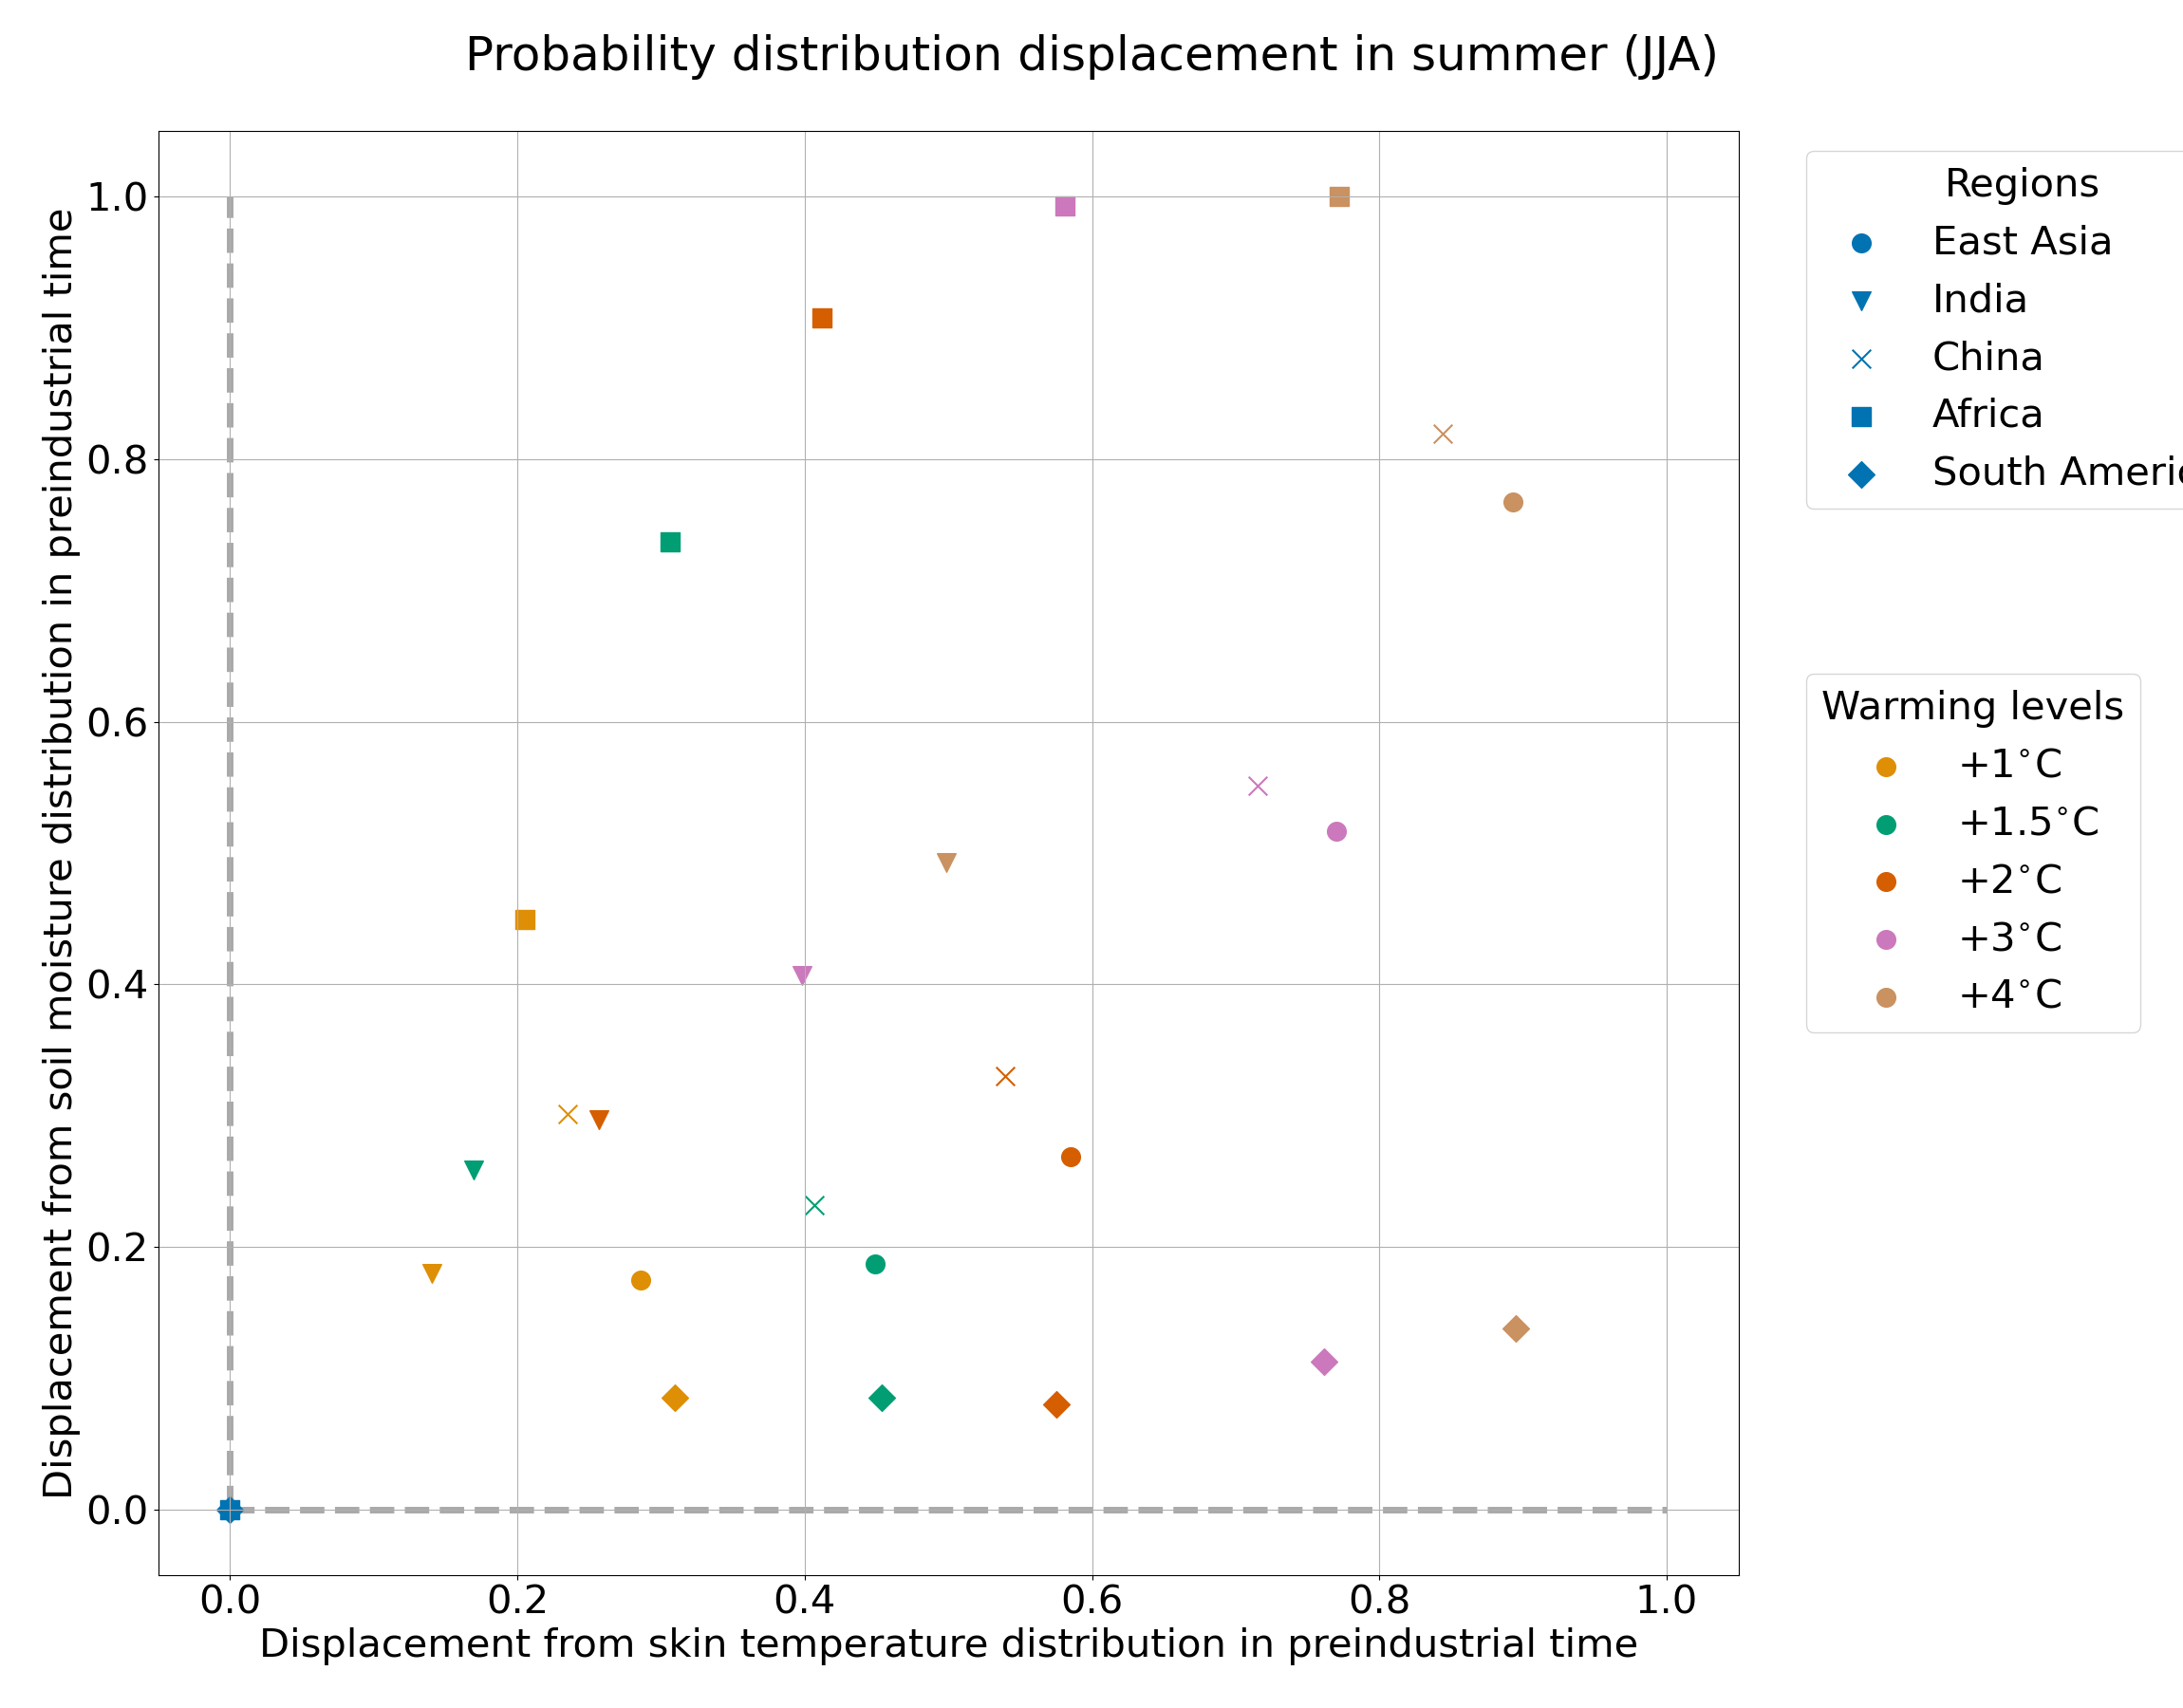 Probability distribution displacement in summer (JJA)
Displacement from soil moisture distribution in preindustrial time
1.0
0.8
0.6
0.4
0.2
0.0
0.0 0.2 0.4 0.6 0.8 1.0
Displacement from skin temperature distribution in preindustrial time
Regions
East Asia
India
China
Africa
South Americ
Warming levels
+1°C
+1.5°C
+2°C
+3°C
+4°C